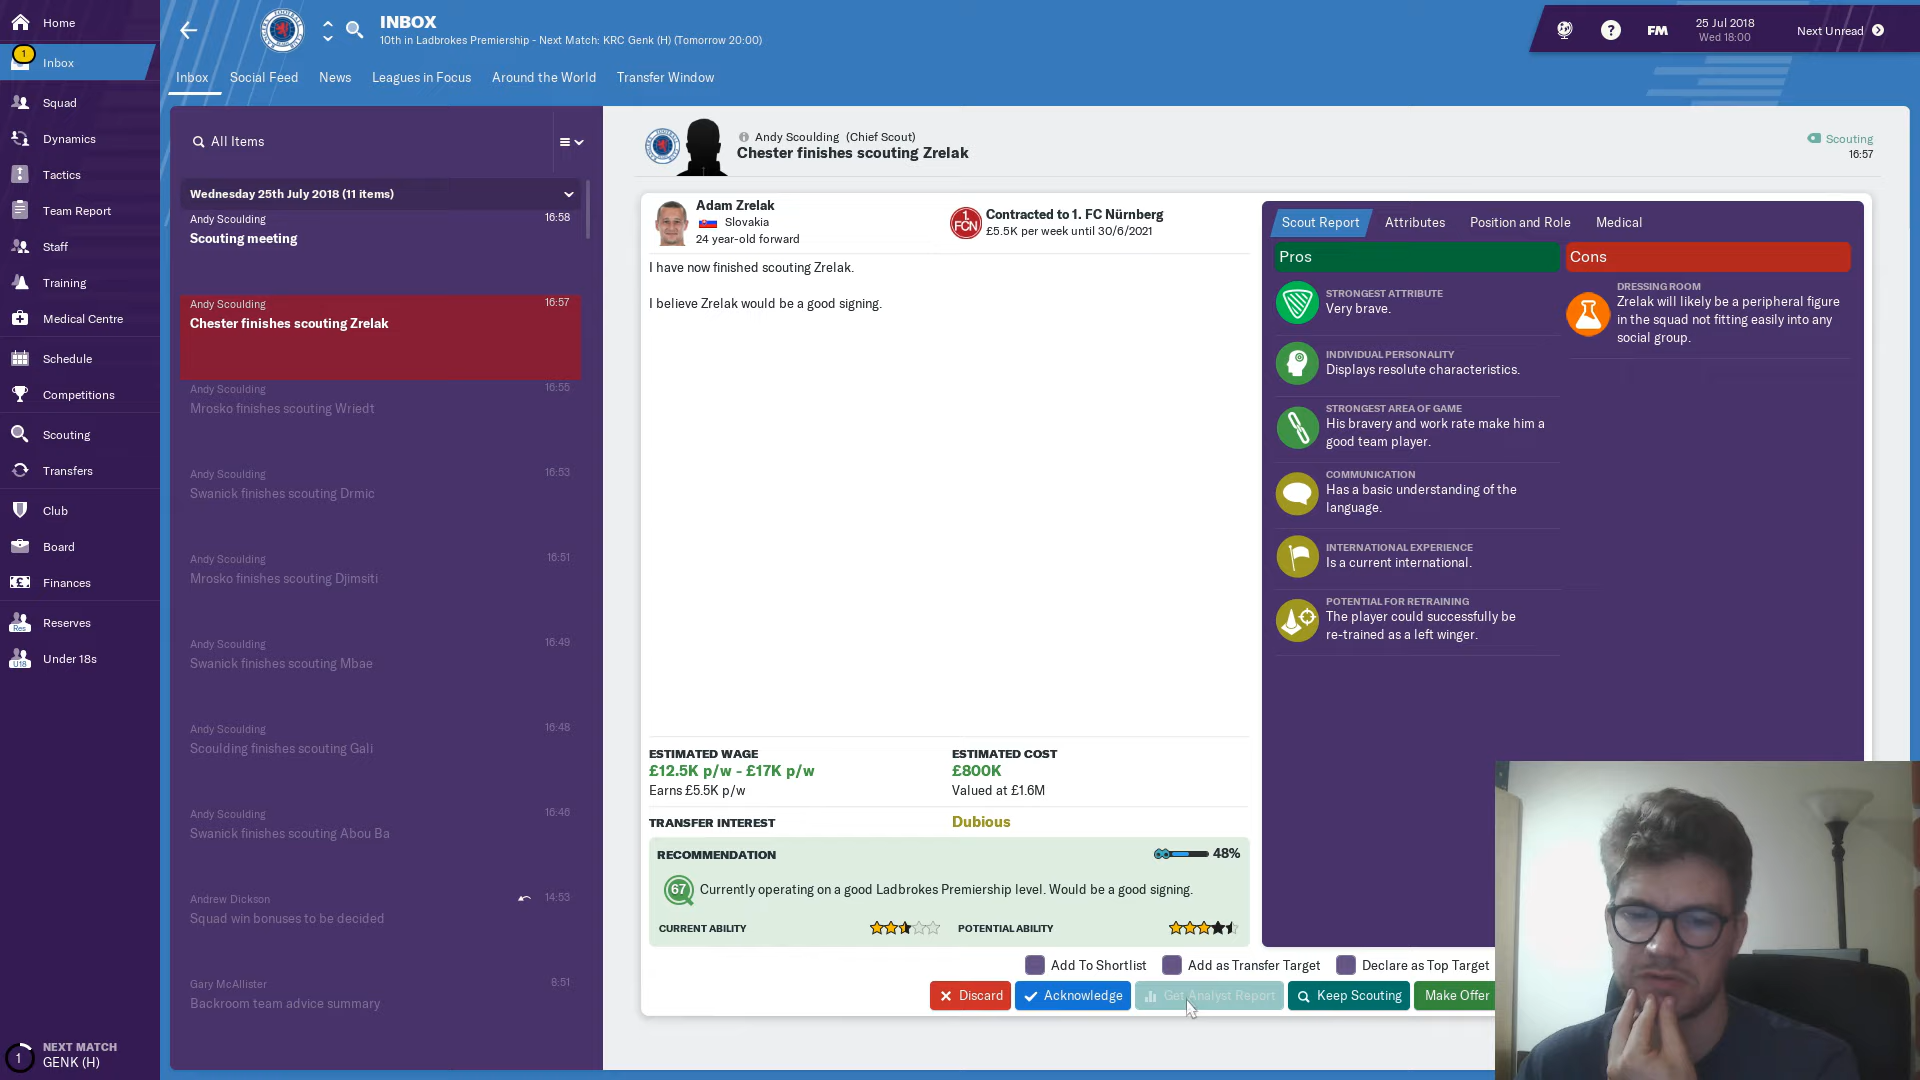 Home
1
Inbox
Squad
Dynamics
Tactics
Team Report
Staff
Training
Medical Centre
Schedule
Competitions
Scouting
Transfers
Club
Board
Finances
Res
Reserves
U18
Under 18s
1
NEXT MATCH
GENK (H)
INBOX
10th in Ladbrokes Premiership - Next Match: KRC Genk (H) (Tomorrow 20:00)
Inbox
Social Feed
News
Leagues in Focus
Around the World
Transfer Window
?
FM
25 Jul 2018
Wed 18:00
Next Unread
All Items
Wednesday 25th July 2018 (11 items)
Andy Scoulding 16:58
Scouting meeting
Andy Scoulding 16:57
Chester finishes scouting Zrelak
Andy Scoulding 16:55
Mrosko finishes scouting Wriedt
Andy Scoulding 16:53
Swanick finishes scouting Drmic
Andy Scoulding 16:51
Mrosko finishes scouting Djimsiti
Andy Scoulding 16:49
Swanick finishes scouting Mbae
Andy Scoulding 16:48
Scoulding finishes scouting Gali
Andy Scoulding 16:46
Swanick finishes scouting Abou Ba
Andrew Dickson 14:53
Squad win bonuses to be decided
Gary McAllister 8:51
Backroom team advice summary
Andy Scoulding (Chief Scout)
Chester finishes scouting Zrelak
Scouting
16:57
Adam Zrelak
Slovakia
24 year-old forward
1. FCN
Contracted to 1. FC Nürnberg
£5.5K per week until 30/6/2021
I have now finished scouting Zrelak.
I believe Zrelak would be a good signing.
ESTIMATED WAGE
£12.5K p/w - £17K p/w
Earns £5.5K p/w
ESTIMATED COST
£800K
Valued at £1.6M
TRANSFER INTEREST
Dubious
RECOMMENDATION
48%
67
Currently operating on a good Ladbrokes Premiership level. Would be a good signing.
CURRENT ABILITY
POTENTIAL ABILITY
Add To Shortlist
Add as Transfer Target
Declare as Top Target
Discard
Acknowledge
Get Analyst Report
Keep Scouting
Make Offer
Scout Report
Attributes
Position and Role
Medical
Pros
STRONGEST ATTRIBUTE
Very brave.
INDIVIDUAL PERSONALITY
Displays resolute characteristics.
STRONGEST AREA OF GAME
His bravery and work rate make him a
good team player.
COMMUNICATION
Has a basic understanding of the
language.
INTERNATIONAL EXPERIENCE
Is a current international.
POTENTIAL FOR RETRAINING
The player could successfully be
re-trained as a left winger.
Cons
DRESSING ROOM
Zrelak will likely be a peripheral figure
in the squad not fitting easily into any
social group.